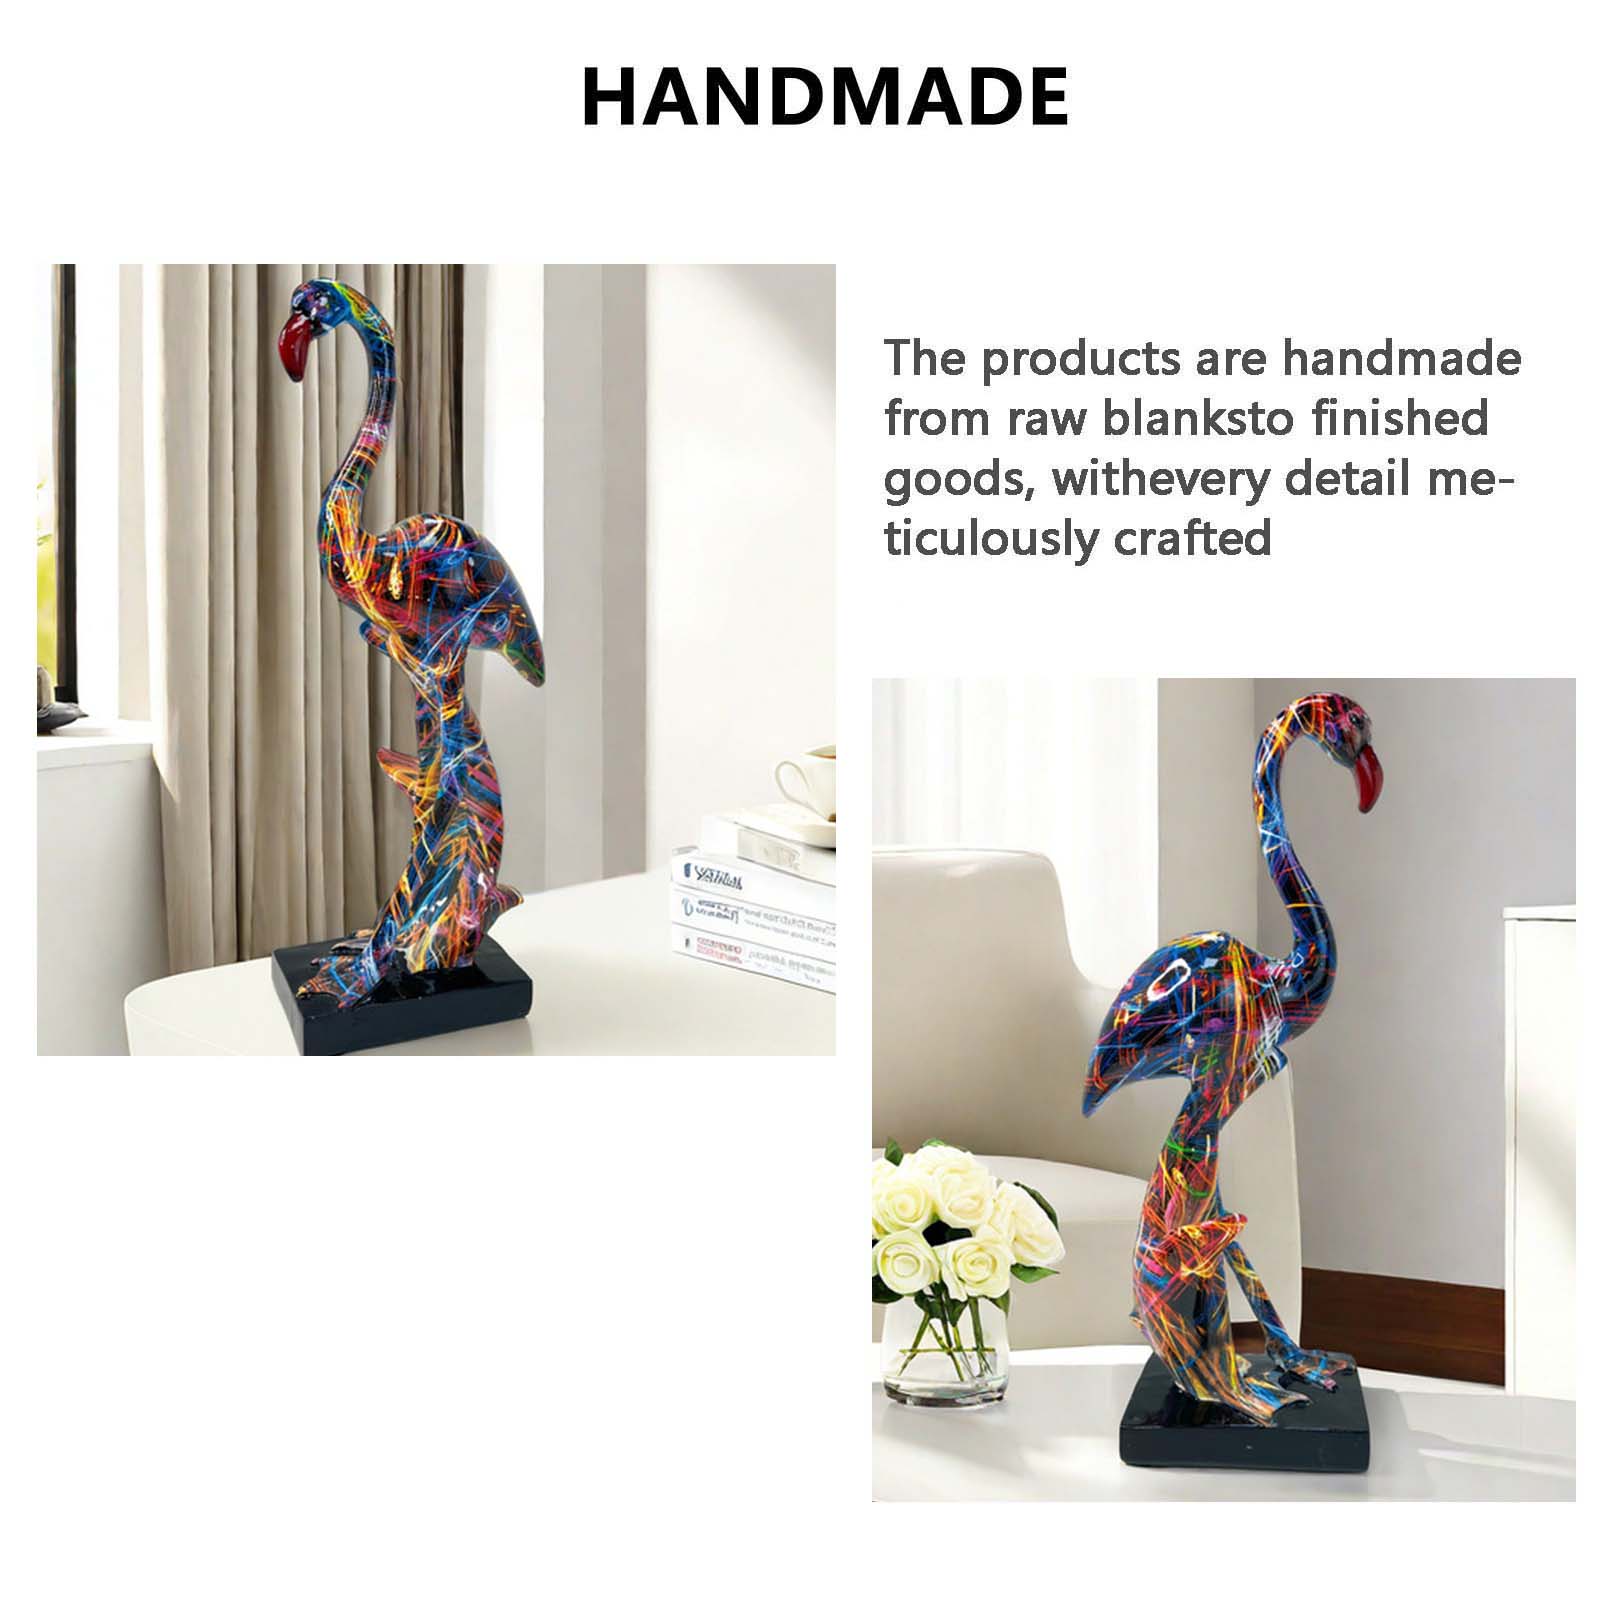 HANDMADE
The products are handmade
from raw blanksto finished
goods, withevery detail me-
ticulously crafted